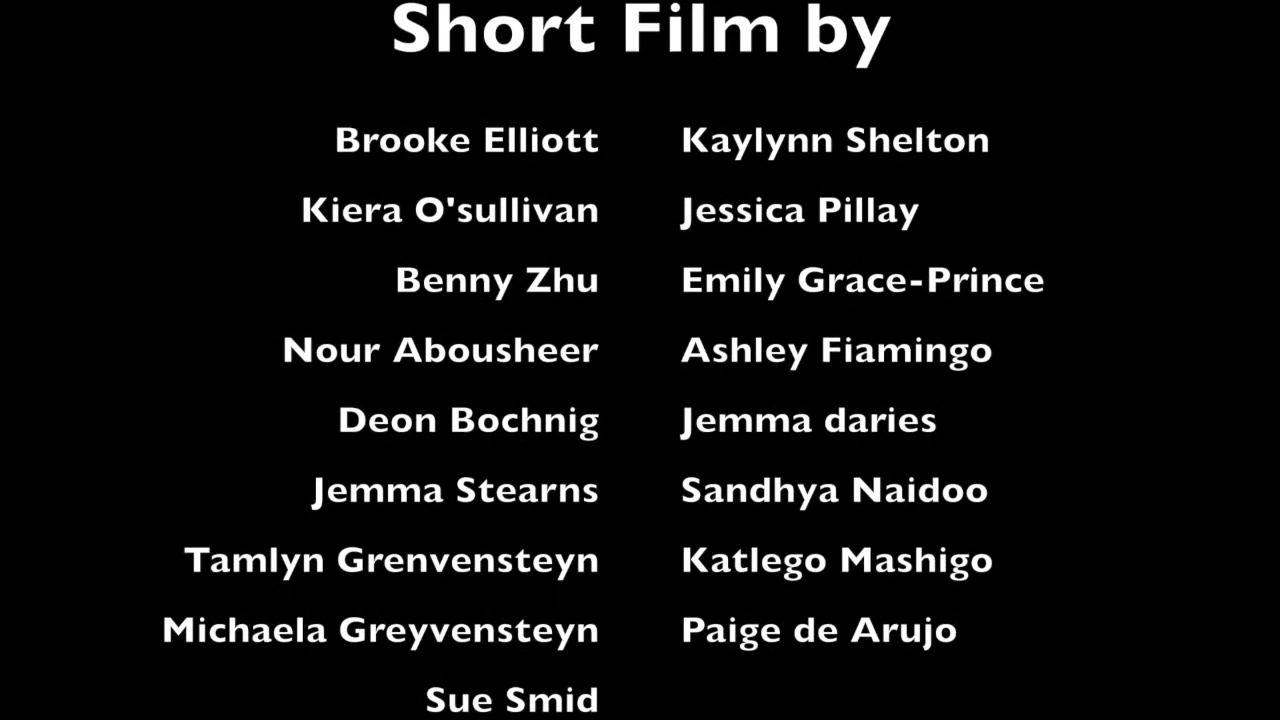 Short Film by
Brooke Elliott Kaylynn Shelton
Kiera O'sullivan Jessica Pillay
Benny Zhu Emily Grace-Prince
Nour Abousheer Ashley Fiamingo
Deon Bochnig Jemma daries
Jemma Stearns Sandhya Naidoo
Tamlyn Grenvensteyn Katlego Mashigo
Michaela Greyvensteyn Paige de Arujo
Sue Smid